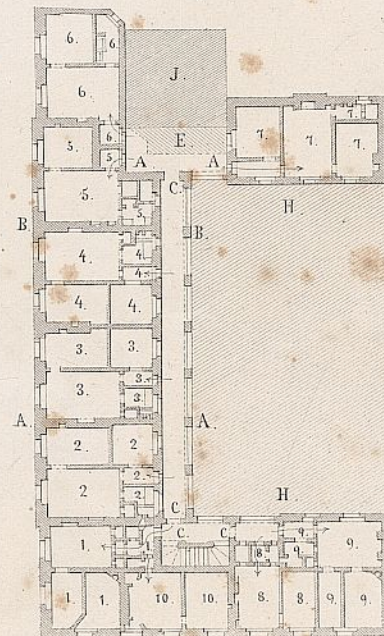 6. 6.
J.
6.
7. 7. 7. 7.
6
5. E.
5 A A
5. C. H.
5.
B. B.
4. 4.
4.
4. 4.
3. 3.
3. 3.
3.
A. A.
2. 2.
2.
2 2.
H.
C.
1. 1. C. C 8. 9. 9.
9.
1. 1. 10. 10. 8. 8. 9. 9.